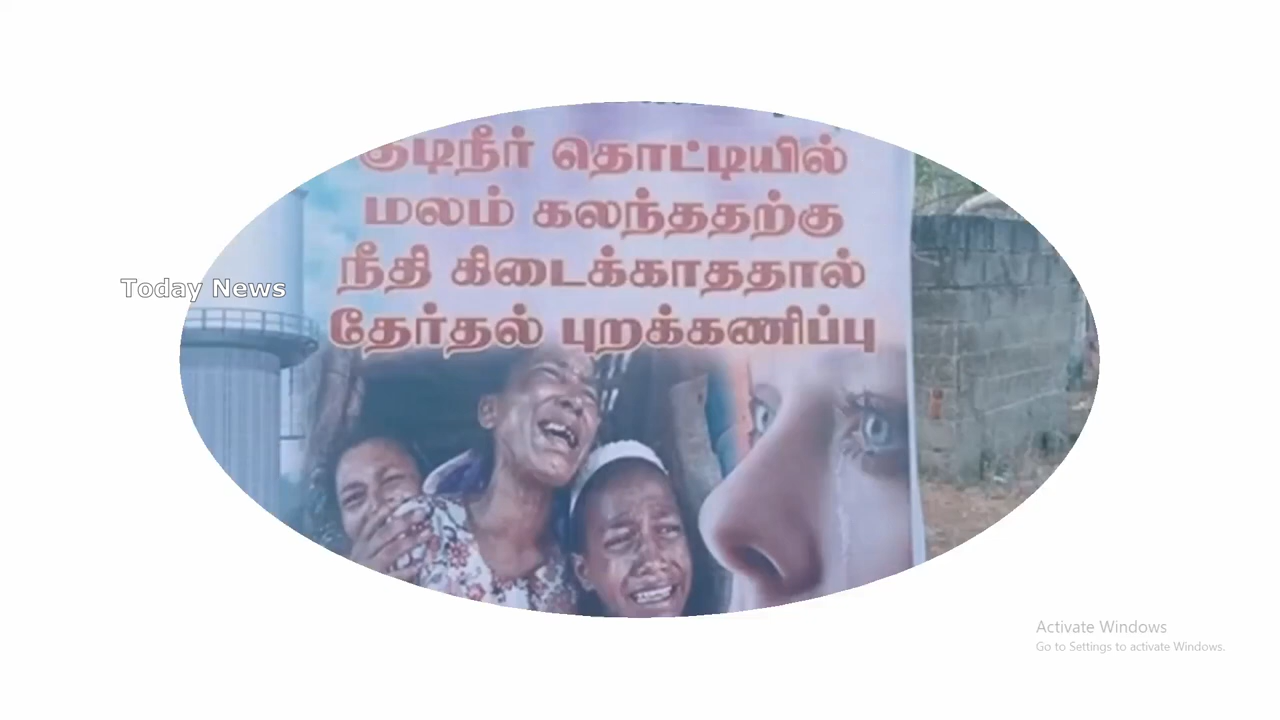 குடிநீர் தொட்டியில்
மலம் கலந்ததற்கு
நீதி கிடைக்காததால்
தேர்தல் புறக்கணிப்பு
Today News
Activate Windows
Go to Settings to activate Windows.